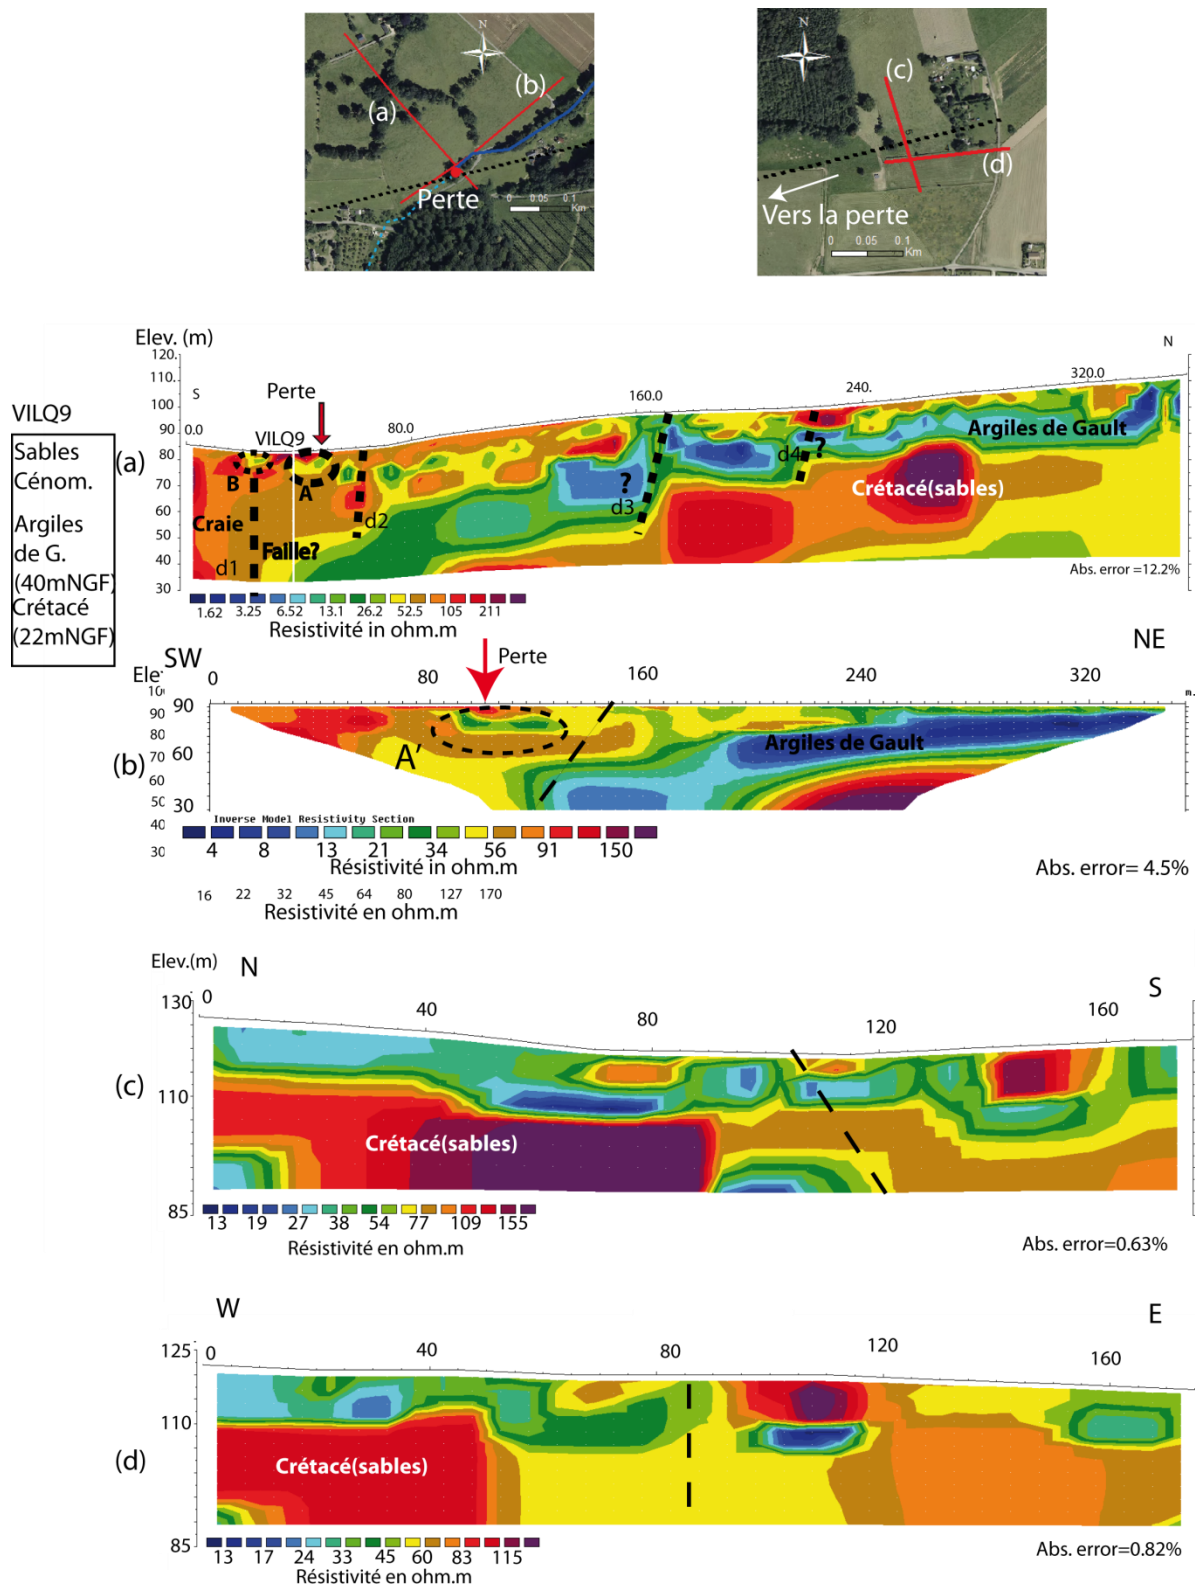 N
(a)
(b)
Perte
0 0.05 0.1
Km
N
(c)
(d)
Vers la perte
0 0.05 0.1
Km
Elev. (m)
120.
110.
100
90
80
70
60
50
40
30
S
N
0.0
80.0
160.0
240.
320.0
Perte
VILQ9
VILQ9
Sables
Cénom.
Argiles
de G.
(40mNGF)
Crétacé
(22mNGF)
(a)
B
A
Craie
d1
Faille?
d2
?
d3
d4
?
Argiles de Gault
Crétacé(sables)
Abs. error =12.2%
1.62 3.25 6.52 13.1 26.2 52.5 105 211
Resistivité in ohm.m
SW
Perte
NE
0 80 160 240 320
m.
90
80
70
60
50
40
30
90
60
30
(b)
A'
Argiles de Gault
Inverse Model Resistivity Section
4 8 13 21 34 56 91 150
Résistivité in ohm.m
Abs. error= 4.5%
16 22 32 45 64 80 127 170
Resistivité en ohm.m
Elev.(m)
N
S
130
110
85
0 40 80 120 160
(c)
Crétacé(sables)
13 19 27 38 54 77 109 155
Résistivité en ohm.m
Abs. error=0.63%
W
E
125
110
85
0 40 80 120 160
(d)
Crétacé(sables)
13 17 24 33 45 60 83 115
Résistivité en ohm.m
Abs. error=0.82%